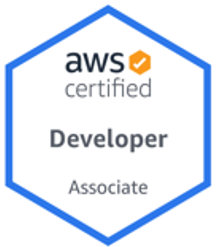 aws
certified
Developer
Associate